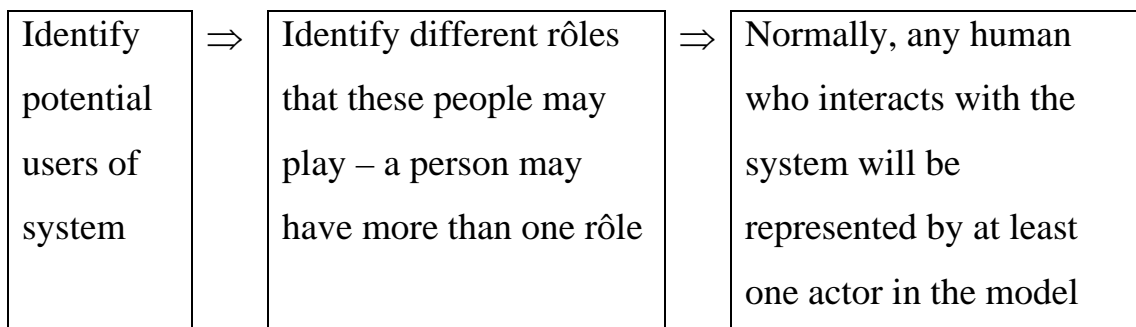 Identify
potential
users of
system
⇒
Identify different rôles
that these people may
play – a person may
have more than one rôle
⇒
Normally, any human
who interacts with the
system will be
represented by at least
one actor in the model